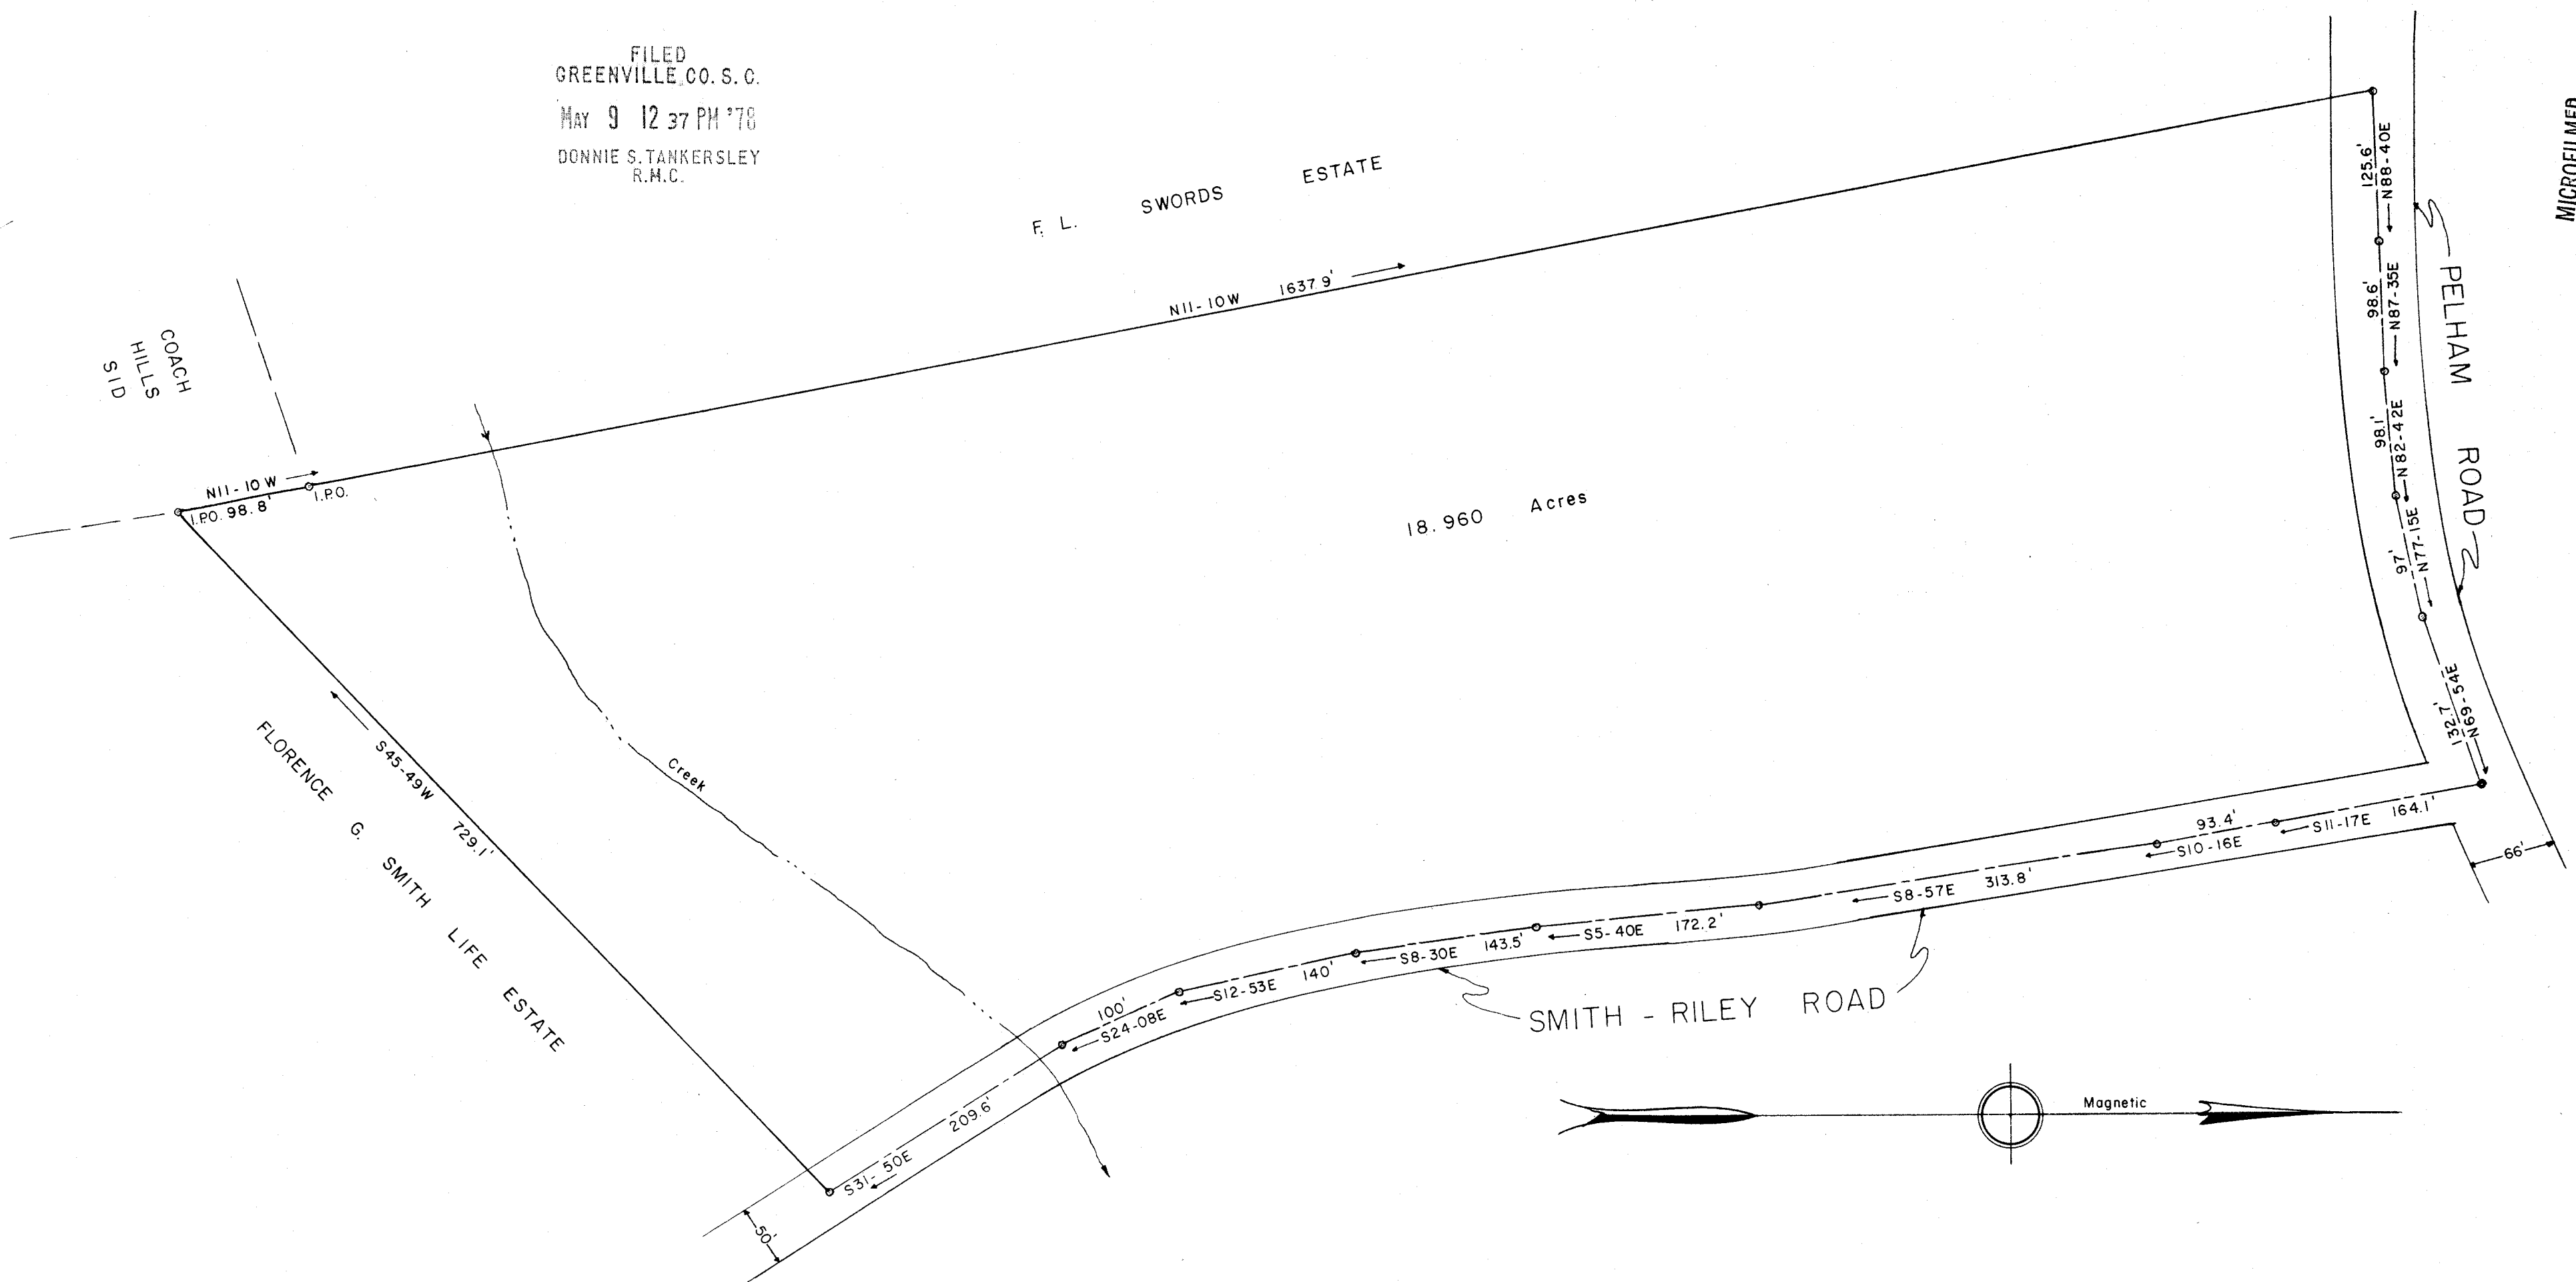 FILED
GREENVILLE CO. S. C.
MAY 9 12 37 PM '78
DONNIE S. TANKERSLEY
R.M.C.
MICROFILMED
F. L. SWORDS ESTATE
N11-10W 1637.9'
COACH
HILLS
S\D
N11-10W
I.P.O. 98.8'
I.P.O.
18.960 Acres
125.6'
N88-40E
98.6'
N87-35E
98.1'
N82-42E
97'
N77-15E
132.7'
N69-54E
PELHAM ROAD
S45-49W 729.1'
FLORENCE G. SMITH LIFE ESTATE
Creek
164.1'
S11-17E
93.4'
S10-16E
S8-57E 313.8'
S5-40E 172.2'
S8-30E 143.5'
S12-53E 140'
100'
S24-08E
209.6'
S31-50E
66'
50'
SMITH - RILEY ROAD
Magnetic